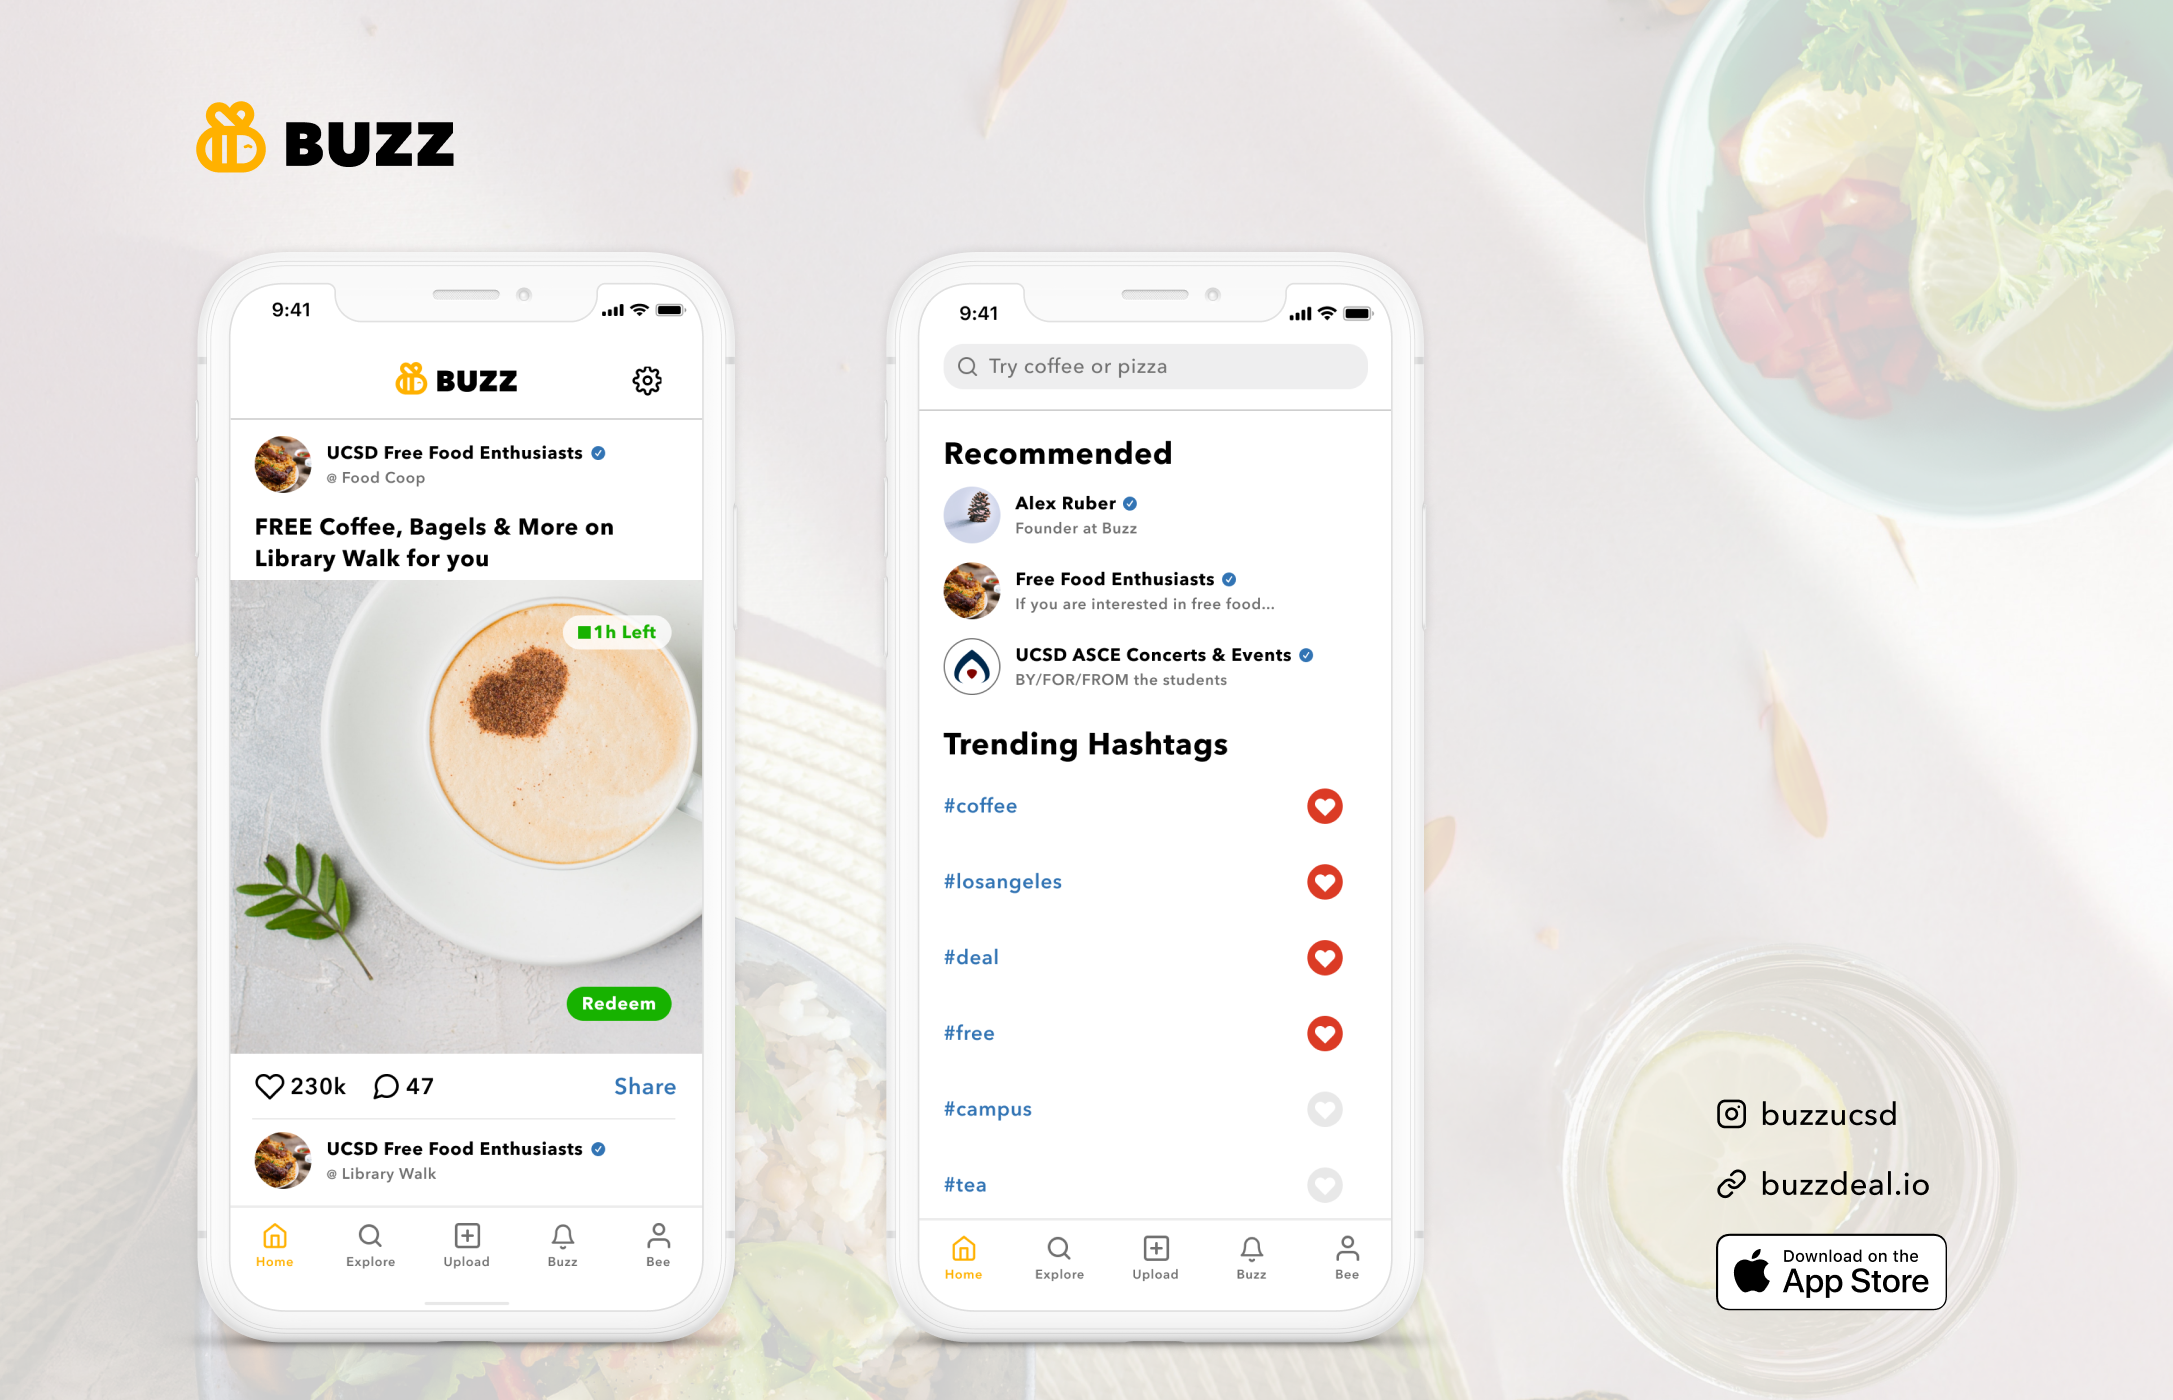 BUZZ
9:41
BUZZ
UCSD Free Food Enthusiasts
@ Food Coop
FREE Coffee, Bagels & More on
Library Walk for you
1h Left
Redeem
230k
47
Share
UCSD Free Food Enthusiasts
@ Library Walk
Home
Explore
Upload
Buzz
Bee
9:41
Try coffee or pizza
Recommended
Alex Ruber
Founder at Buzz
Free Food Enthusiasts
If you are interested in free food...
UCSD ASCE Concerts & Events
BY/FOR/FROM the students
Trending Hashtags
#coffee
#losangeles
#deal
#free
#campus
#tea
Home
Explore
Upload
Buzz
Bee
buzzucsd
buzzdeal.io
Download on the
App Store